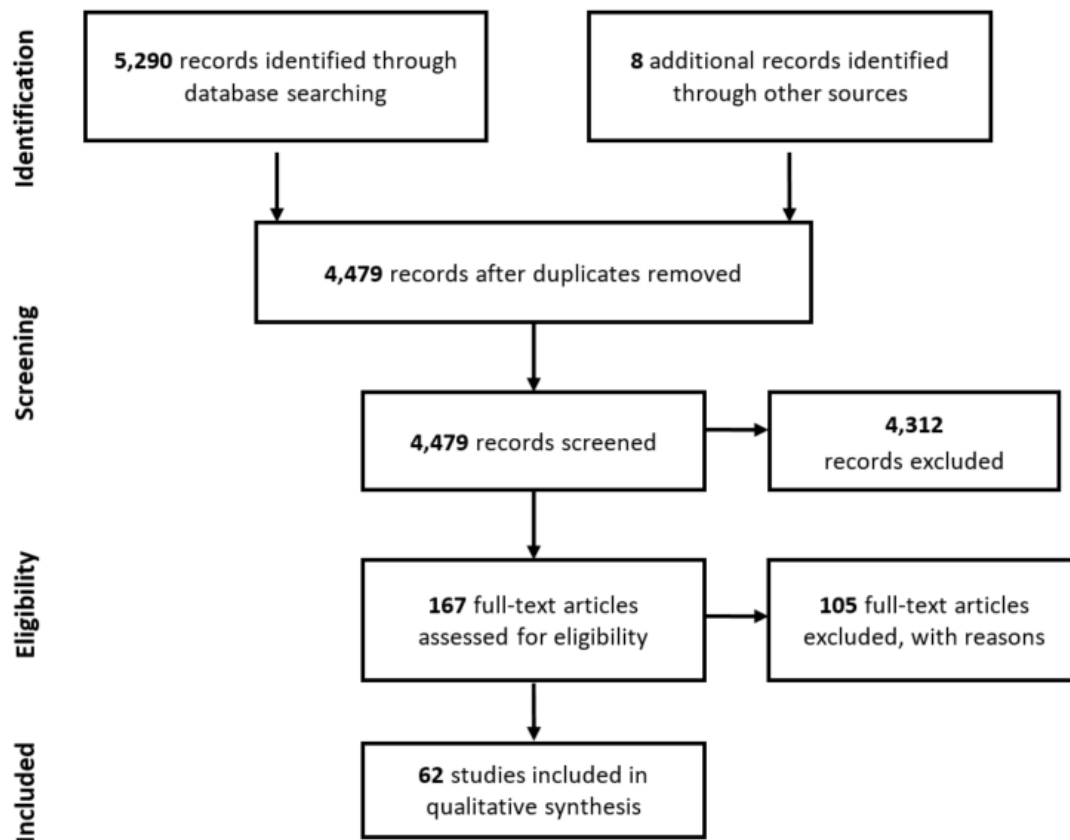 Identification
5,290 records identified through
database searching
8 additional records identified
through other sources
4,479 records after duplicates removed
Screening
4,479 records screened
4,312
records excluded
Eligibility
167 full-text articles
assessed for eligibility
105 full-text articles
excluded, with reasons
Included
62 studies included in
qualitative synthesis